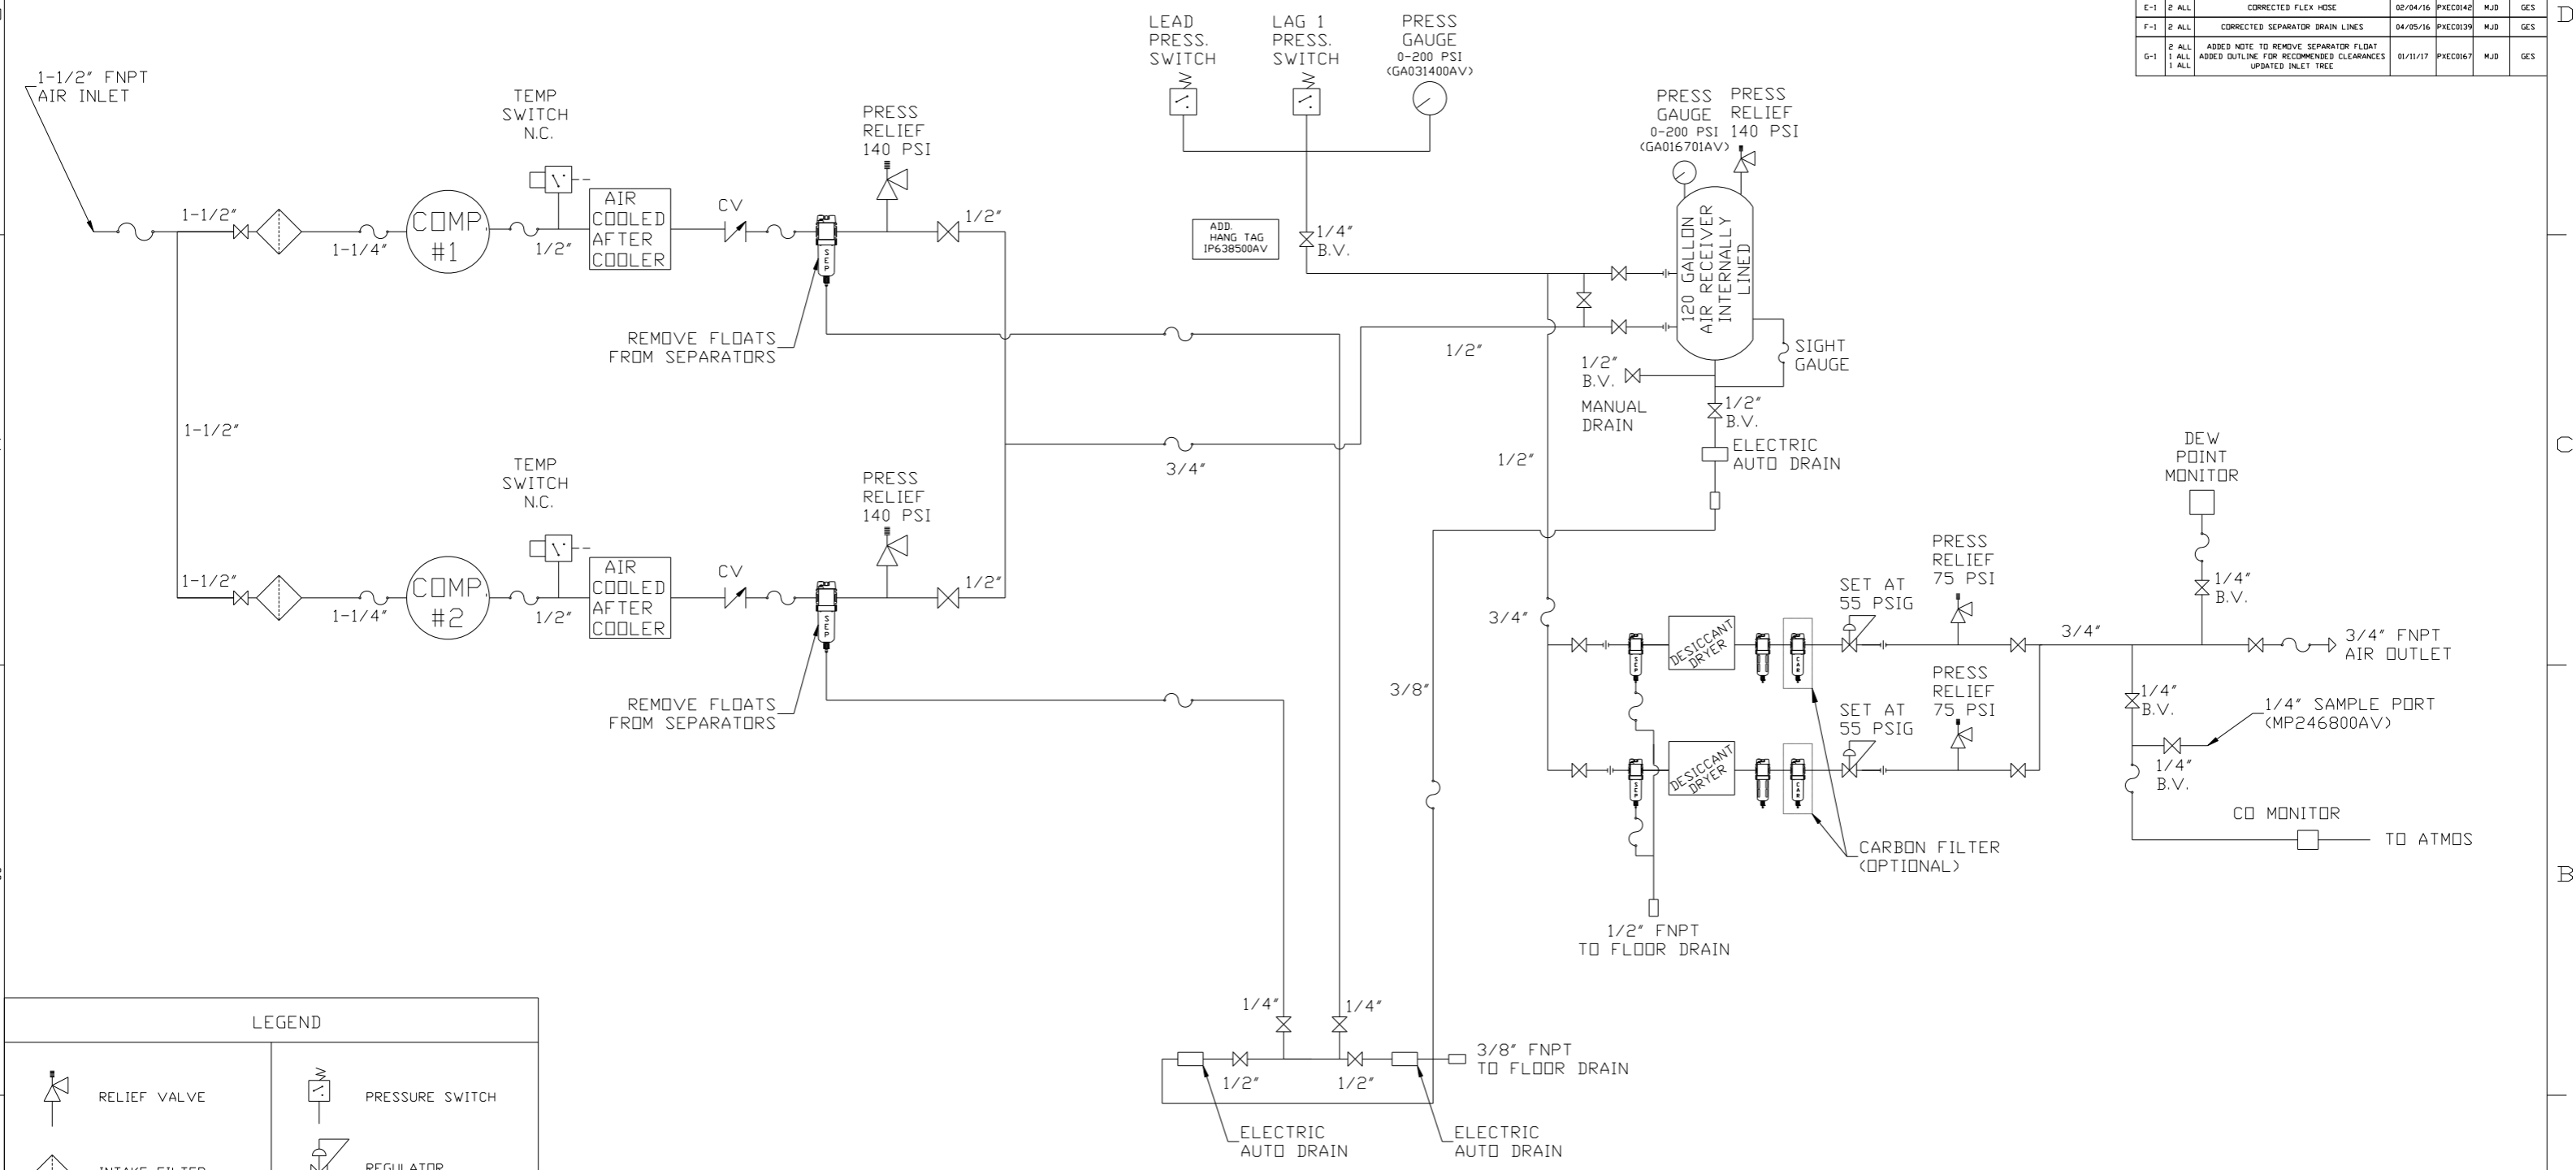 E-1 2 ALL CORRECTED FLEX HOSE 02/04/16 PXEC0142 MJD GES
F-1 2 ALL CORRECTED SEPARATOR DRAIN LINES 04/05/16 PXEC0139 MJD GES
G-1 2 ALL ADDED NOTE TO REMOVE SEPARATOR FLOAT
1 ALL ADDED OUTLINE FOR RECOMMENDED CLEARANCES 01/11/17 PXEC0167 MJD GES
1 ALL UPDATED INLET TREE
D
C
B
1-1/2" FNPT
AIR INLET
1-1/2"
1-1/4"
COMP.
#1
1/2"
TEMP
SWITCH
N.C.
AIR
COOLED
AFTER
COOLER
CV
SEP
PRESS
RELIEF
140 PSI
1/2"
REMOVE FLOATS
FROM SEPARATORS
1-1/2"
1-1/2"
1-1/4"
COMP.
#2
1/2"
TEMP
SWITCH
N.C.
AIR
COOLED
AFTER
COOLER
CV
SEP
PRESS
RELIEF
140 PSI
1/2"
REMOVE FLOATS
FROM SEPARATORS
3/4"
LEAD
PRESS.
SWITCH
LAG 1
PRESS.
SWITCH
PRESS
GAUGE
0-200 PSI
(GA031400AV)
ADD.
HANG TAG
IP638500AV
1/4"
B.V.
PRESS
GAUGE
0-200 PSI
(GA016701AV)
PRESS
RELIEF
140 PSI
120 GALLON
AIR RECEIVER
INTERNALLY
LINED
SIGHT
GAUGE
1/2"
1/2"
B.V.
MANUAL
DRAIN
1/2"
B.V.
ELECTRIC
AUTO DRAIN
1/2"
3/4"
3/8"
SEP
DESICCANT
DRYER
CAR
SET AT
55 PSIG
PRESS
RELIEF
75 PSI
3/4"
SEP
DESICCANT
DRYER
CAR
SET AT
55 PSIG
PRESS
RELIEF
75 PSI
CARBON FILTER
(OPTIONAL)
1/2" FNPT
TO FLOOR DRAIN
DEW
POINT
MONITOR
1/4"
B.V.
3/4" FNPT
AIR OUTLET
1/4"
B.V.
1/4" SAMPLE PORT
(MP246800AV)
1/4"
B.V.
CO MONITOR
TO ATMOS
1/4"
1/4"
1/2"
1/2"
3/8" FNPT
TO FLOOR DRAIN
ELECTRIC
AUTO DRAIN
ELECTRIC
AUTO DRAIN
LEGEND
RELIEF VALVE
PRESSURE SWITCH
INTAKE FILTER
REGULATOR